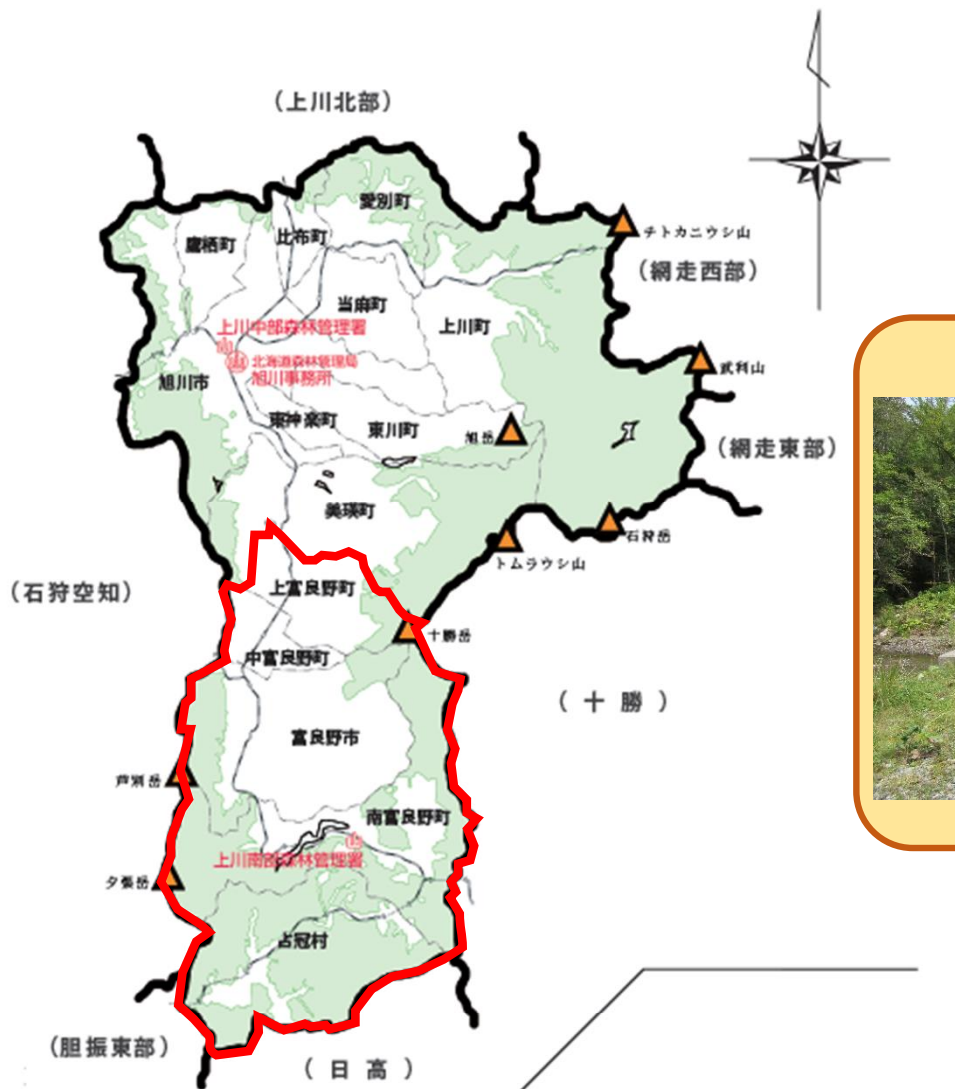 （上川北部）
愛別町
チトカニウシ山
鷹栖町
比布町
（網走西部）
当麻町
上川中部森林管理署
上川町
北海道森林管理局
旭川事務所
武利山
旭川市
東神楽町
東川町
旭岳
（網走東部）
美瑛町
石狩岳
トムラウシ山
（石狩空知）
上富良野町
十勝岳
中富良野町
（十勝）
富良野市
芦別岳
南富良野町
上川南部森林管理署
夕張岳
占冠村
（胆振東部）
（日高）